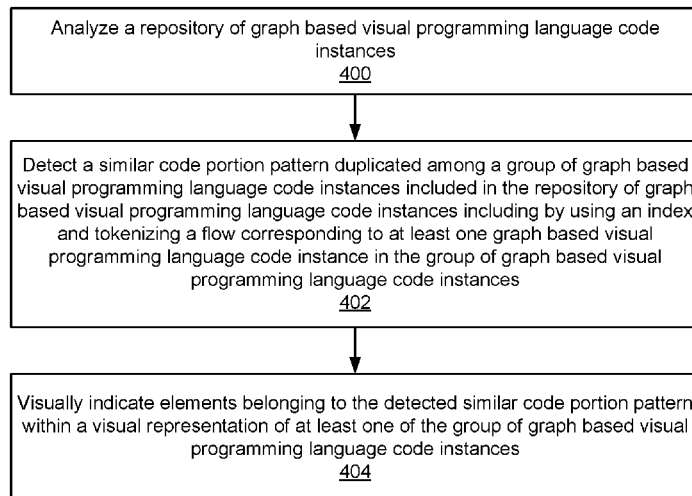 Analyze a repository of graph based visual programming language code
instances
400
Detect a similar code portion pattern duplicated among a group of graph based
visual programming language code instances included in the repository of graph
based visual programming language code instances including by using an index
and tokenizing a flow corresponding to at least one graph based visual
programming language code instance in the group of graph based visual
programming language code instances
402
Visually indicate elements belonging to the detected similar code portion pattern
within a visual representation of at least one of the group of graph based visual
programming language code instances
404